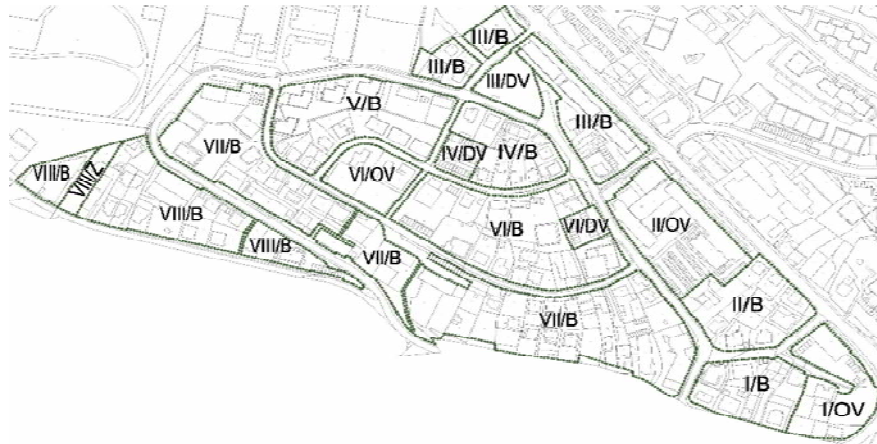 III/B
III/B
III/DV
V/B
III/B
VII/B
IV/DV
IV/B
VIII/B
VIII/Z
VI/OV
VIII/B
VI/B
VI/DV
II/OV
VIII/B
VII/B
II/B
VII/B
I/B
I/OV